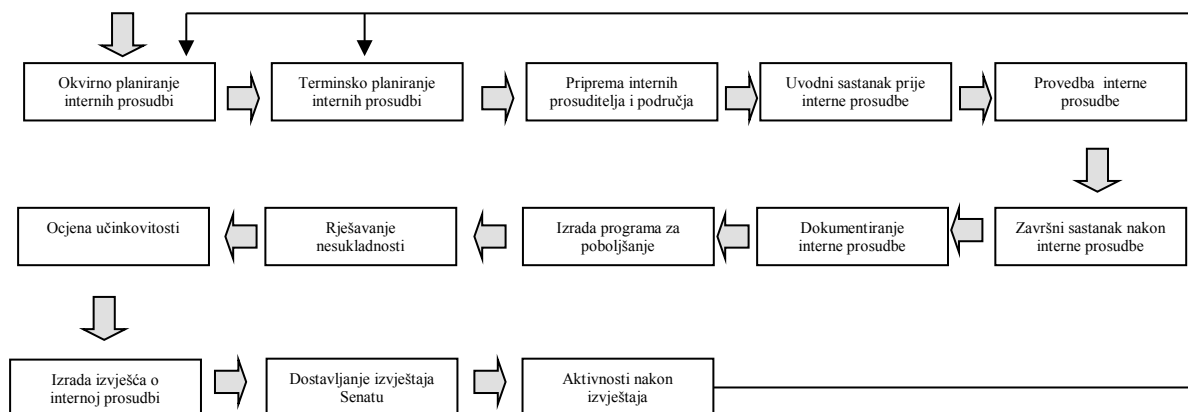 Okvirno planiranje
internih prosudbi
Terminsko planiranje
internih prosudbi
Priprema internih
prosuditelja i područja
Uvodni sastanak prije
interne prosudbe
Provedba interne
prosudbe
Ocjena učinkovitosti
Rješavanje
nesukladnosti
Izrada programa za
poboljšanje
Dokumentiranje
interne prosudbe
Završni sastanak nakon
interne prosudbe
Izrada izvješća o
internoj prosudbi
Dostavljanje izvještaja
Senatu
Aktivnosti nakon
izvještaja